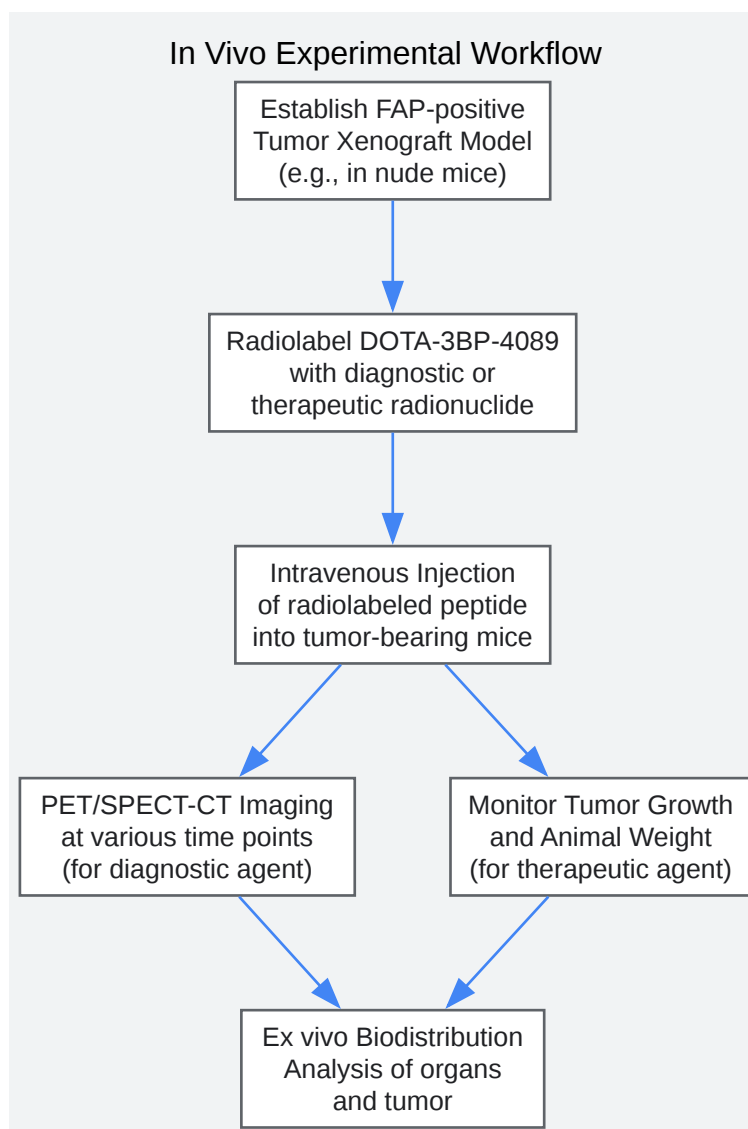 In Vivo Experimental Workflow
Establish FAP-positive
Tumor Xenograft Model
(e.g., in nude mice)
Radiolabel DOTA-3BP-4089
with diagnostic or
therapeutic radionuclide
Intravenous Injection
of radiolabeled peptide
into tumor-bearing mice
PET/SPECT-CT Imaging
at various time points
(for diagnostic agent)
Monitor Tumor Growth
and Animal Weight
(for therapeutic agent)
Ex vivo Biodistribution
Analysis of organs
and tumor